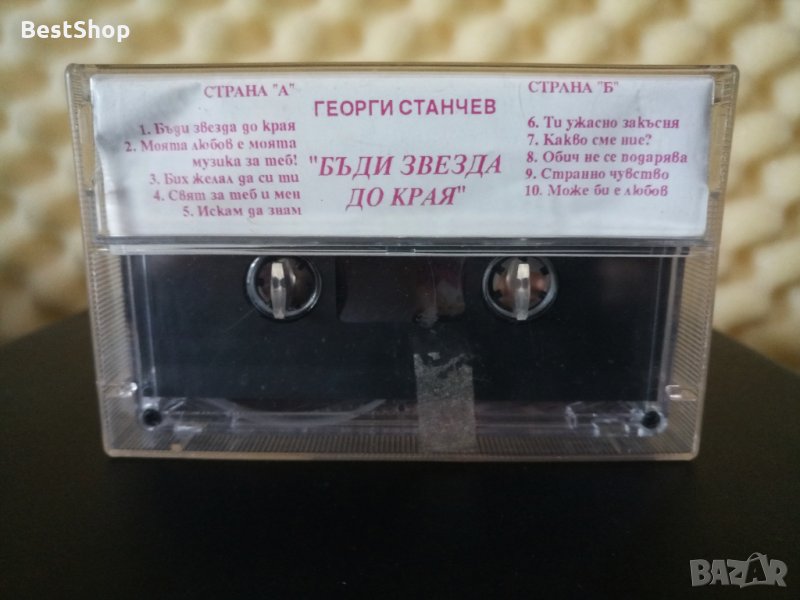 BestShop
СТРАНА "А"
1. Бъди звезда до края
2. Моята любов е моята
музика за теб!
3. Бих желал да си ти
4. Свят за теб и мен
5. Искам да знам
ГЕОРГИ СТАНЧЕВ
"БЪДИ ЗВЕЗДА
ДО КРАЯ"
СТРАНА "Б"
6. Ти ужасно закъсня
7. Какво сме ние?
8. Обич не се подарява
9. Странно чувство
10. Може би е любов
BAZAR